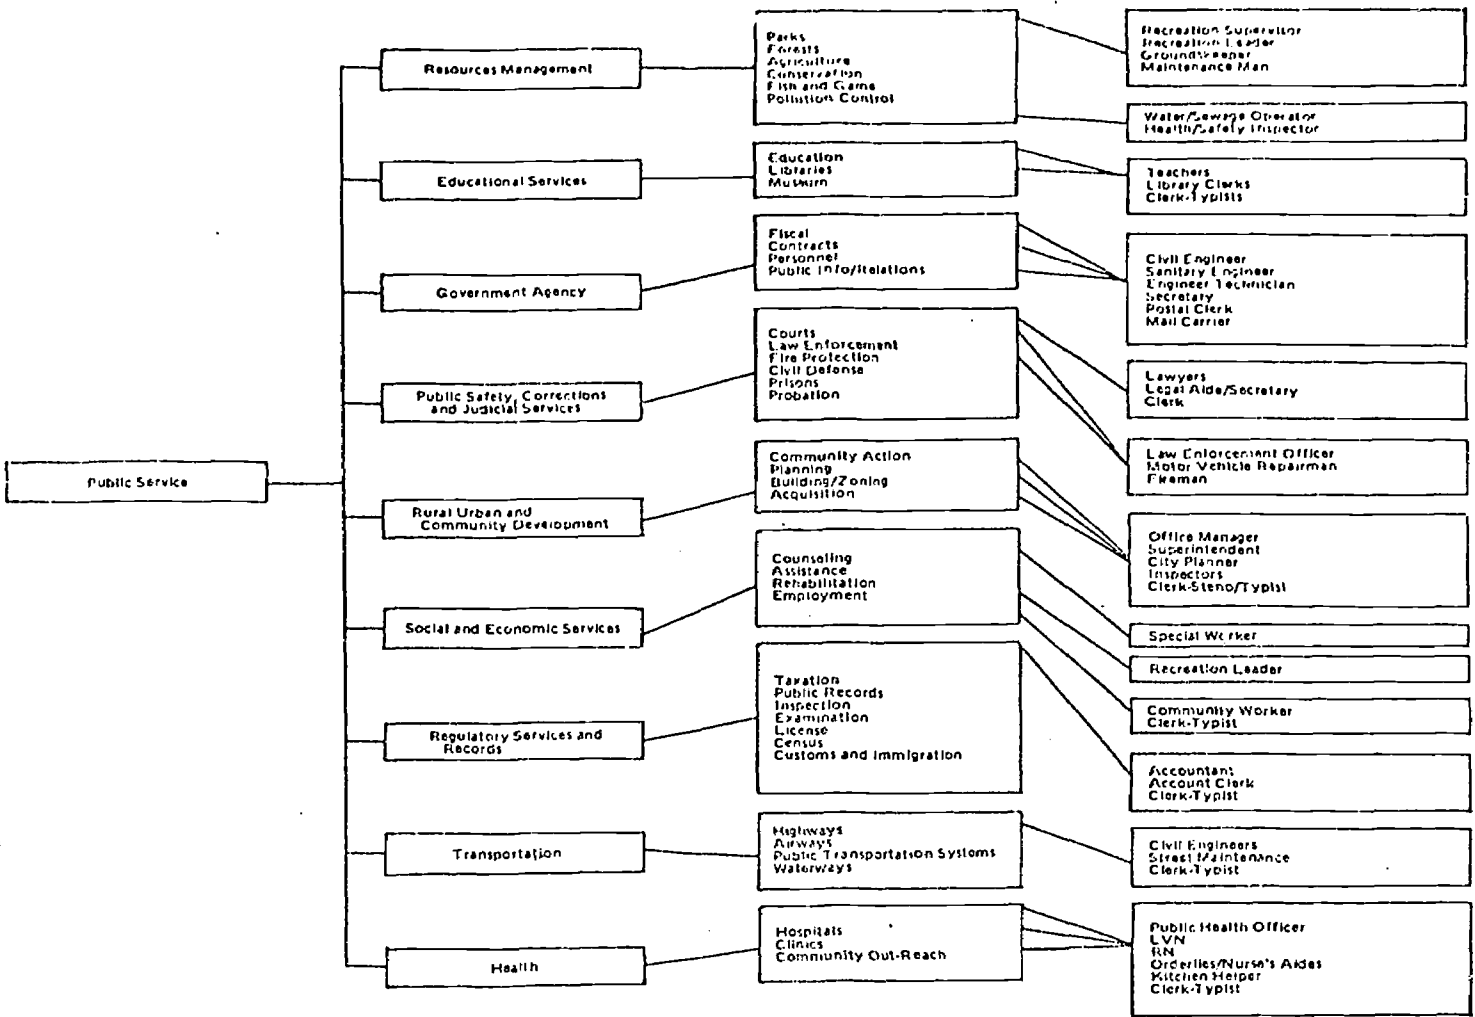 Public Service
Resources Management
Educational Services
Government Agency
Public Safety, Corrections
and Judicial Services
Rural Urban and
Community Development
Social and Economic Services
Regulatory Services and
Records
Transportation
Health
Parks
Forests
Agriculture
Conservation
Fish and Game
Pollution Control
Education
Libraries
Museum
Fiscal
Contracts
Personnel
Public Info/Relations
Courts
Law Enforcement
Fire Protection
Civil Defense
Prisons
Probation
Community Action
Planning
Building/Zoning
Acquisition
Counseling
Assistance
Rehabilitation
Employment
Taxation
Public Records
Inspection
Examination
License
Census
Customs and Immigration
Highways
Airways
Public Transportation Systems
Waterways
Hospitals
Clinics
Community Out-Reach
Recreation Supervisor
Recreation Leader
Groundskeeper
Maintenance Man
Water/Sewage Operator
Health/Safety Inspector
Teachers
Library Clerks
Clerk-Typists
Civil Engineer
Sanitary Engineer
Engineer Technician
Secretary
Postal Clerk
Mail Carrier
Lawyers
Legal Aide/Secretary
Clerk
Law Enforcement Officer
Motor Vehicle Repairman
Fireman
Office Manager
Superintendent
City Planner
Inspectors
Clerk-Steno/Typist
Special Worker
Recreation Leader
Community Worker
Clerk-Typist
Accountant
Account Clerk
Clerk-Typist
Civil Engineers
Street Maintenance
Clerk-Typist
Public Health Officer
LVN
RN
Orderlies/Nurse's Aides
Kitchen Helper
Clerk-Typist